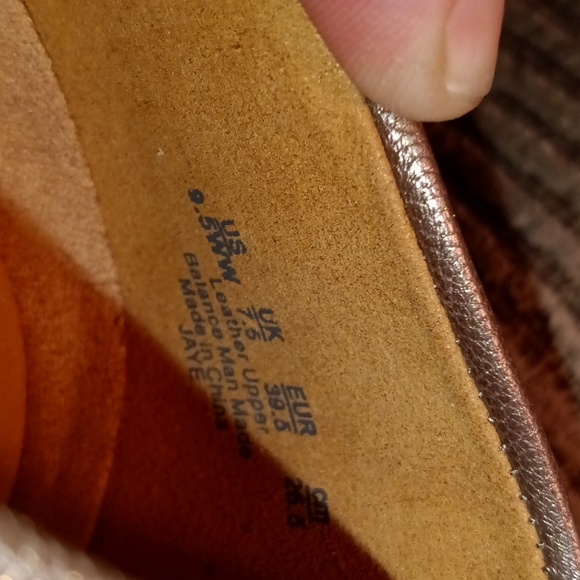 US UK EUR cm
9.5WW 7.5 39.5 26.5
Leather Upper
Balance Man Made
Made in China
JAYE